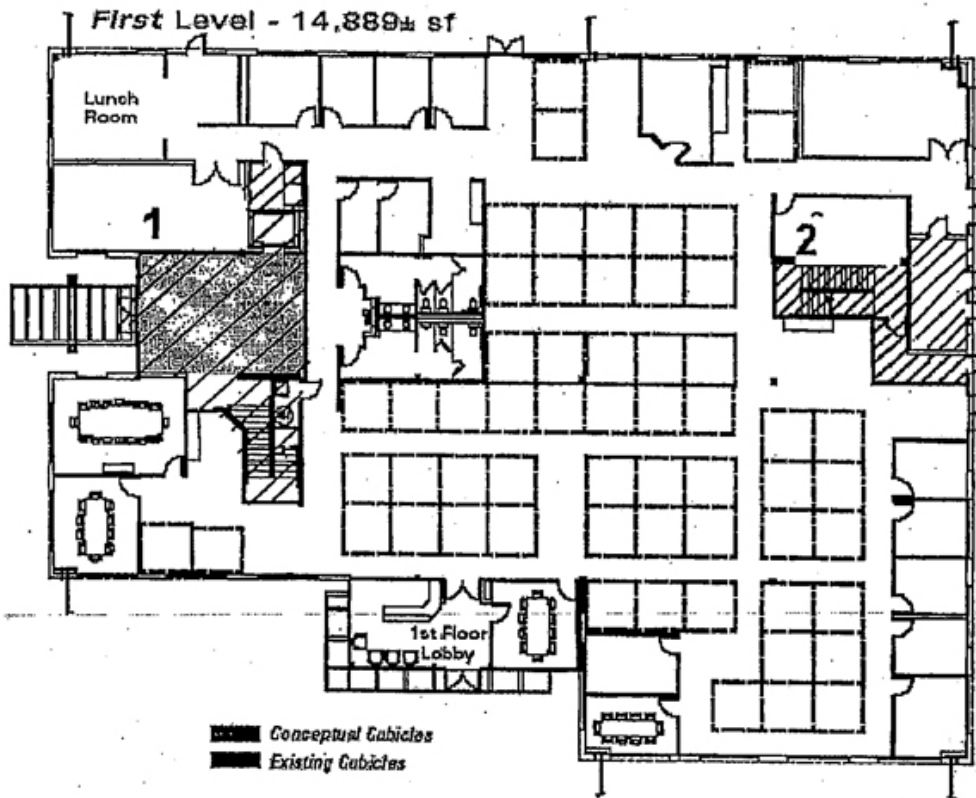 First Level - 14,889± sf
Lunch
Room
1
2
1st Floor
Lobby
Conceptual Cubicles
Existing Cubicles